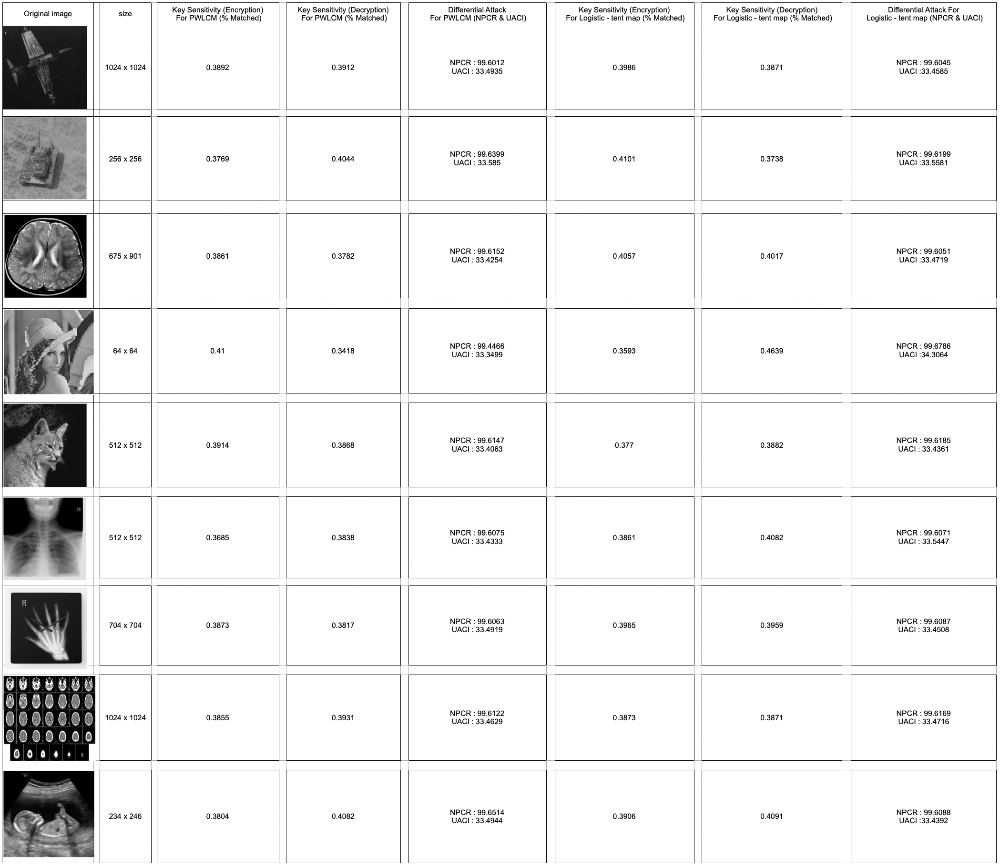 Original image
size
Key Sensitivity (Encryption)
For PWLCM (% Matched)
Key Sensitivity (Decryption)
For PWLCM (% Matched)
Differential Attack
For PWLCM (NPCR & UACI)
Key Sensitivity (Encryption)
For Logistic - tent map (% Matched)
Key Sensitivity (Decryption)
For Logistic - tent map (% Matched)
Differential Attack For
Logistic - tent map (NPCR & UACI)
1024 x 1024
0.3892
0.3912
NPCR : 99.6012
UACI : 33.4935
0.3986
0.3871
NPCR : 99.6045
UACI :33.4585
256 x 256
0.3769
0.4044
NPCR : 99.6399
UACI : 33.585
0.4101
0.3738
NPCR : 99.6199
UACI :33.5581
675 x 901
0.3861
0.3782
NPCR : 99.6152
UACI : 33.4254
0.4057
0.4017
NPCR : 99.6051
UACI :33.4719
64 x 64
0.41
0.3418
NPCR : 99.4466
UACI : 33.3499
0.3593
0.4639
NPCR : 99.6786
UACI :34.3064
512 x 512
0.3914
0.3868
NPCR : 99.6147
UACI : 33.4063
0.377
0.3882
NPCR : 99.6185
UACI : 33.4361
512 x 512
0.3685
0.3838
NPCR : 99.6075
UACI : 33.4333
0.3861
0.4082
NPCR : 99.6071
UACI : 33.5447
R
704 x 704
0.3873
0.3817
NPCR : 99.6063
UACI : 33.4919
0.3965
0.3959
NPCR : 99.6087
UACI : 33.4508
1024 x 1024
0.3855
0.3931
NPCR : 99.6122
UACI : 33.4629
0.3873
0.3871
NPCR : 99.6169
UACI : 33.4716
234 x 246
0.3804
0.4082
NPCR : 99.6514
UACI : 33.4944
0.3906
0.4091
NPCR : 99.6088
UACI :33.4392